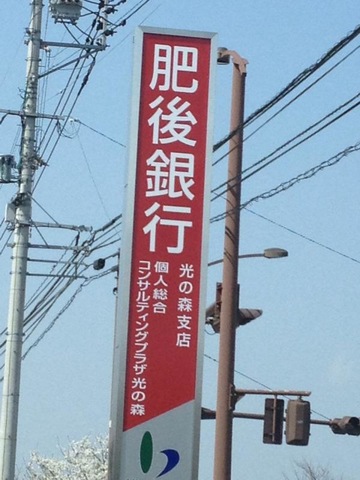 肥後銀行
光の森支店
個人総合
コンサルティングプラザ光の森